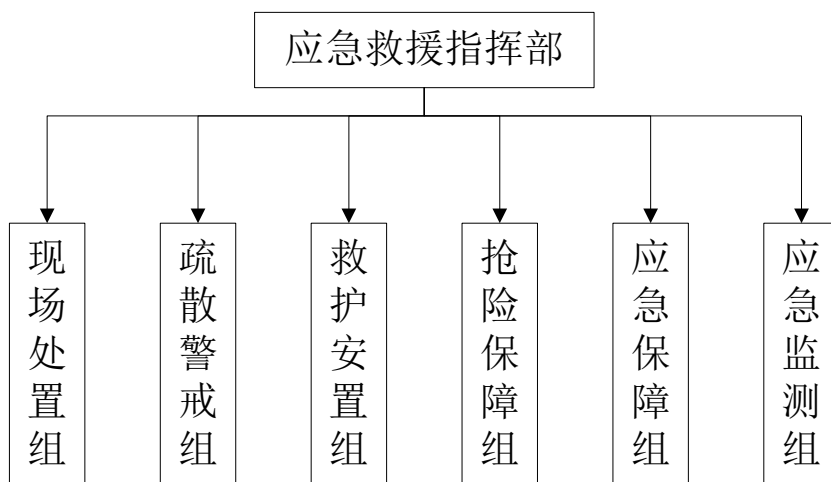 应急救援指挥部
现场处置组
疏散警戒组
救护安置组
抢险保障组
应急保障组
应急监测组